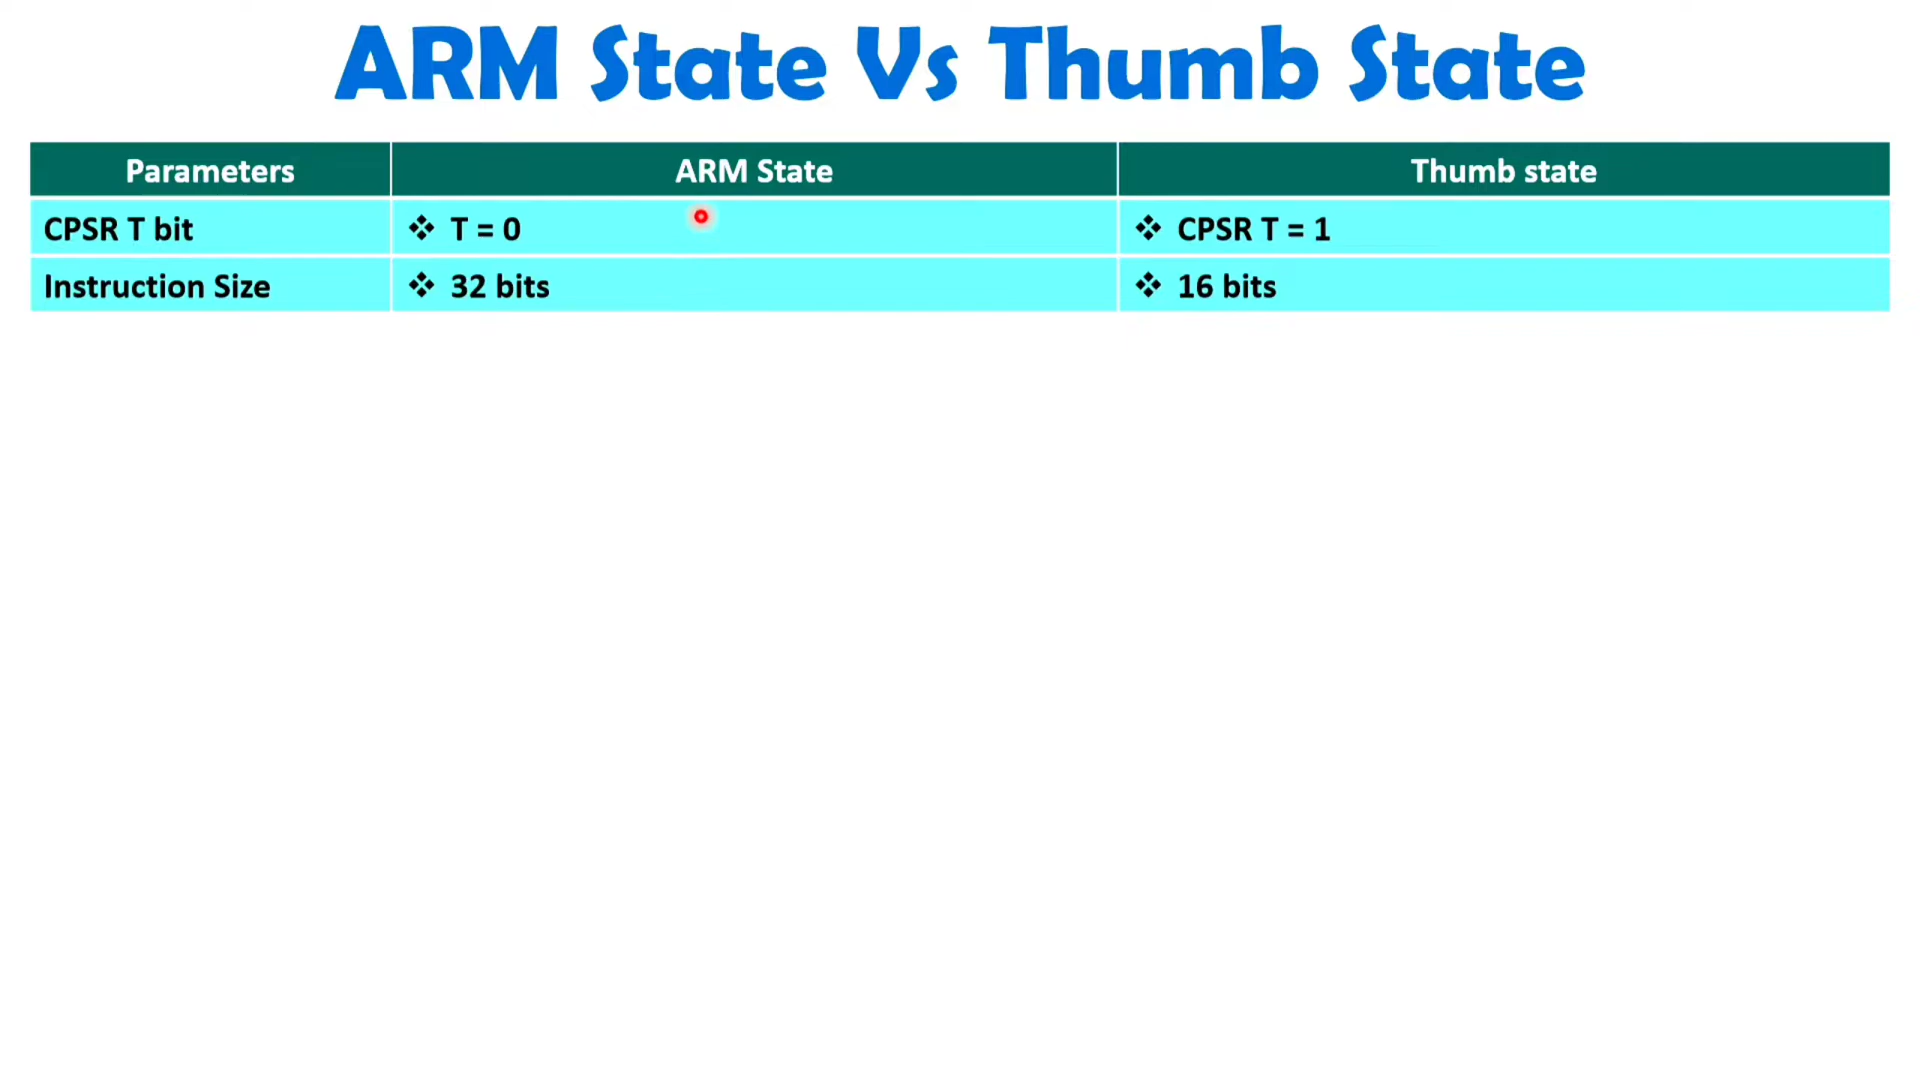 ARM State Vs Thumb State
Parameters ARM State Thumb state
CPSR T bit ❖ T = 0 ❖ CPSR T = 1
Instruction Size ❖ 32 bits ❖ 16 bits